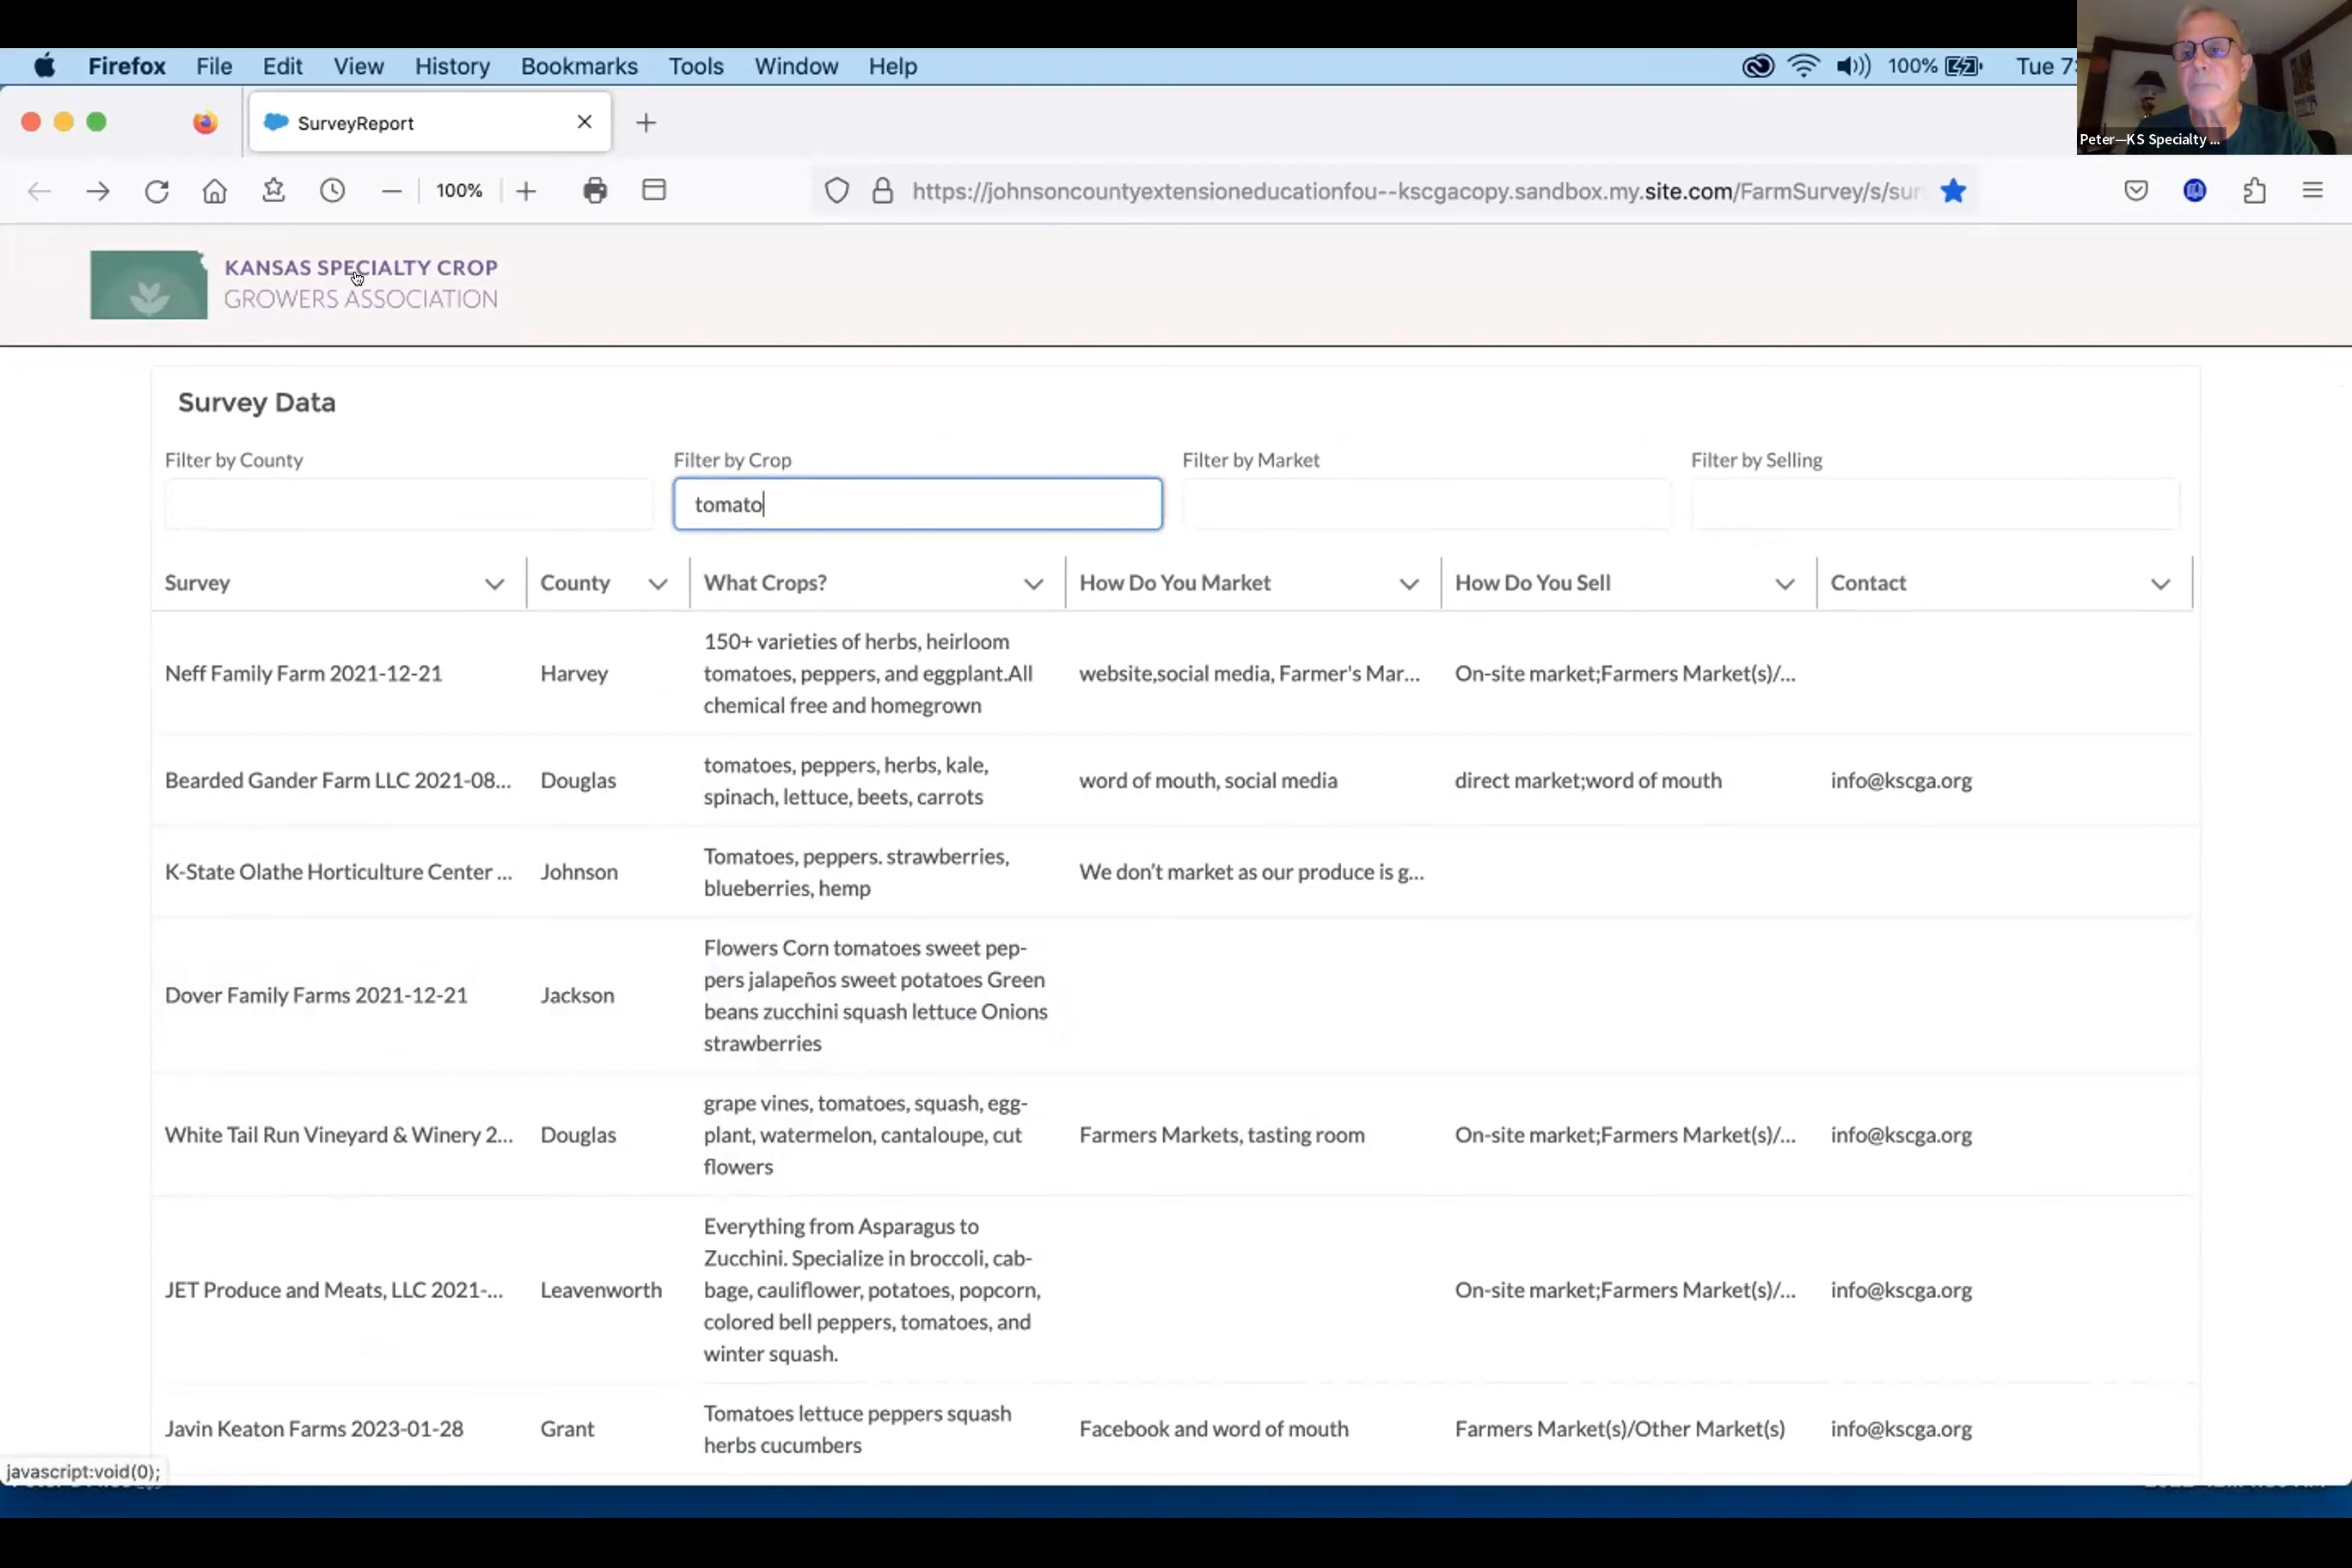 Firefox File Edit View History Bookmarks Tools Window Help 100% Tue 7
Peter—KS Specialty ...
SurveyReport
100% https://johnsoncountyextensioneducationfou--kscgacopy.sandbox.my.site.com/FarmSurvey/s/sur
KANSAS SPECIALTY CROP
GROWERS ASSOCIATION
Survey Data
Filter by County Filter by Crop Filter by Market Filter by Selling
tomato
Survey County What Crops? How Do You Market How Do You Sell Contact
150+ varieties of herbs, heirloom
Neff Family Farm 2021-12-21 Harvey tomatoes, peppers, and eggplant.All website,social media, Farmer's Mar... On-site market;Farmers Market(s)/...
chemical free and homegrown
tomatoes, peppers, herbs, kale,
Bearded Gander Farm LLC 2021-08... Douglas word of mouth, social media direct market;word of mouth info@kscga.org
spinach, lettuce, beets, carrots
Tomatoes, peppers. strawberries,
K-State Olathe Horticulture Center ... Johnson We don't market as our produce is g...
blueberries, hemp
Flowers Corn tomatoes sweet pep-
pers jalapeños sweet potatoes Green
Dover Family Farms 2021-12-21 Jackson
beans zucchini squash lettuce Onions
strawberries
grape vines, tomatoes, squash, egg-
White Tail Run Vineyard & Winery 2... Douglas plant, watermelon, cantaloupe, cut Farmers Markets, tasting room On-site market;Farmers Market(s)/... info@kscga.org
flowers
Everything from Asparagus to
Zucchini. Specialize in broccoli, cab-
JET Produce and Meats, LLC 2021-... Leavenworth bage, cauliflower, potatoes, popcorn, On-site market;Farmers Market(s)/... info@kscga.org
colored bell peppers, tomatoes, and
winter squash.
Tomatoes lettuce peppers squash
Javin Keaton Farms 2023-01-28 Grant Facebook and word of mouth Farmers Market(s)/Other Market(s) info@kscga.org
herbs cucumbers
javascript:void(0);